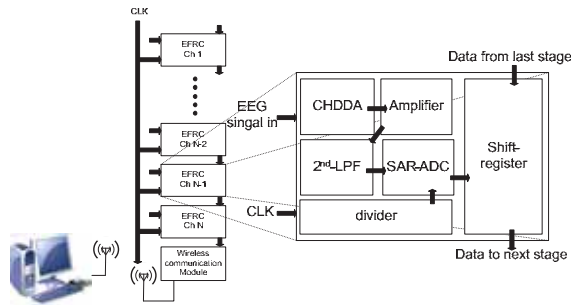 CLK
EFRC
Ch 1
EFRC
Ch N-2
EFRC
Ch N-1
EFRC
Ch N
Wireless
communication
Module
EEG
singal in
CLK
Data from last stage
CHDDA
Amplifier
2nd-LPF
SAR-ADC
divider
Shift-
register
Data to next stage